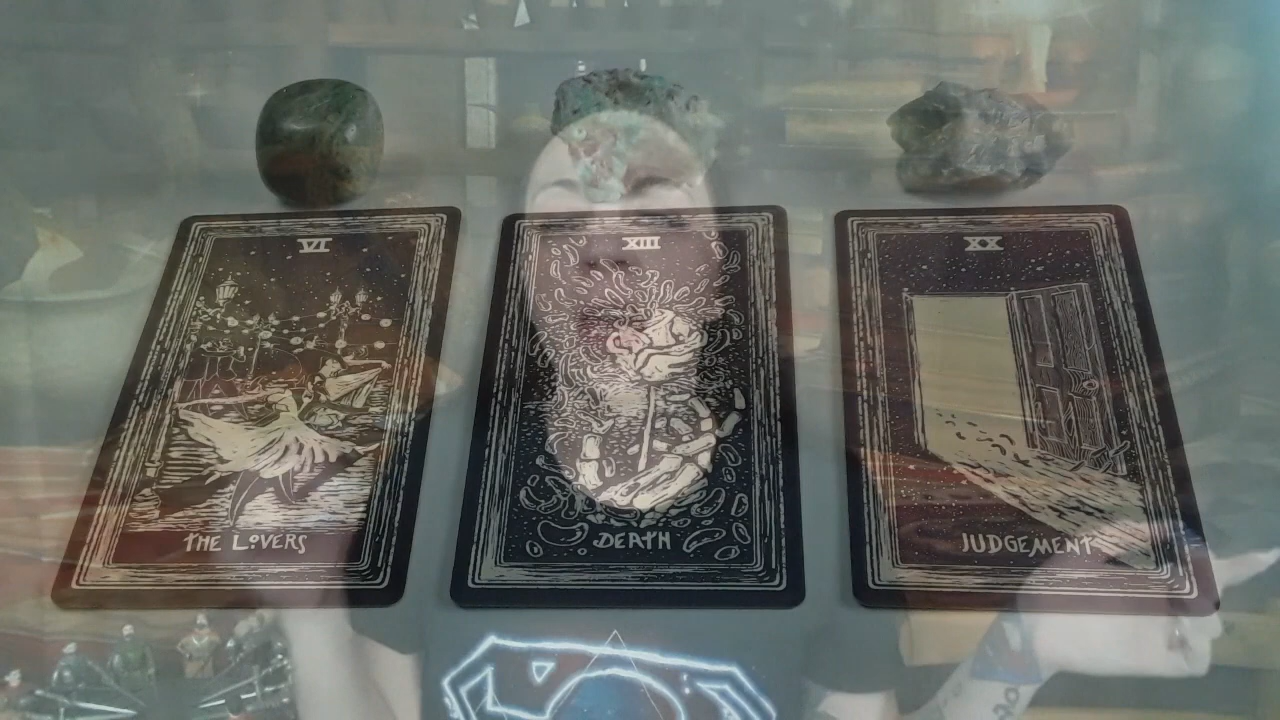 VI
THE LOVERS
XIII
DEATH
XX
JUDGEMENT